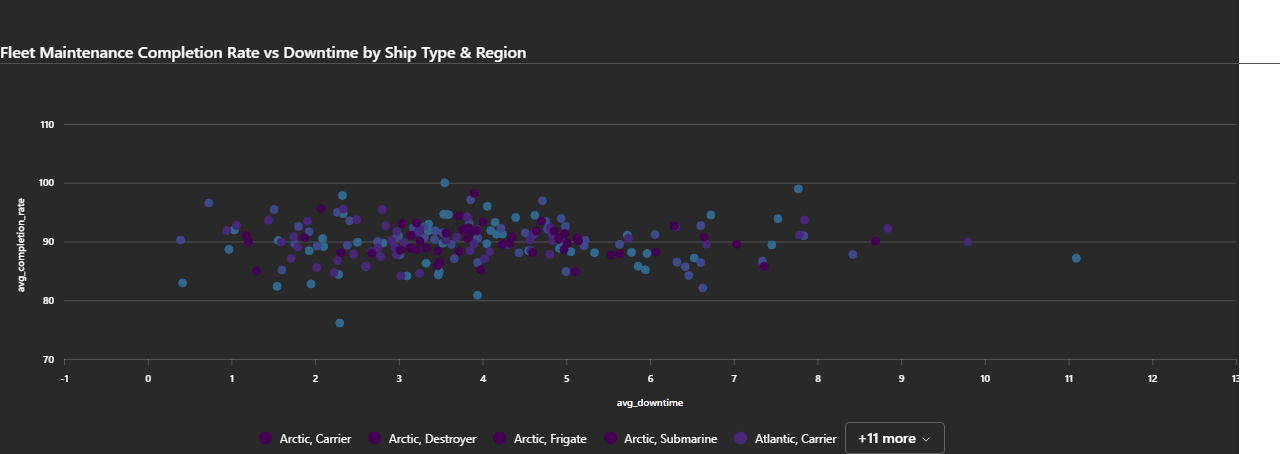 Fleet Maintenance Completion Rate vs Downtime by Ship Type & Region
110
100
90
80
70
avg_completion_rate
-1 0 1 2 3 4 5 6 7 8 9 10 11 12 13
avg_downtime
Arctic, Carrier Arctic, Destroyer Arctic, Frigate Arctic, Submarine Atlantic, Carrier +11 more